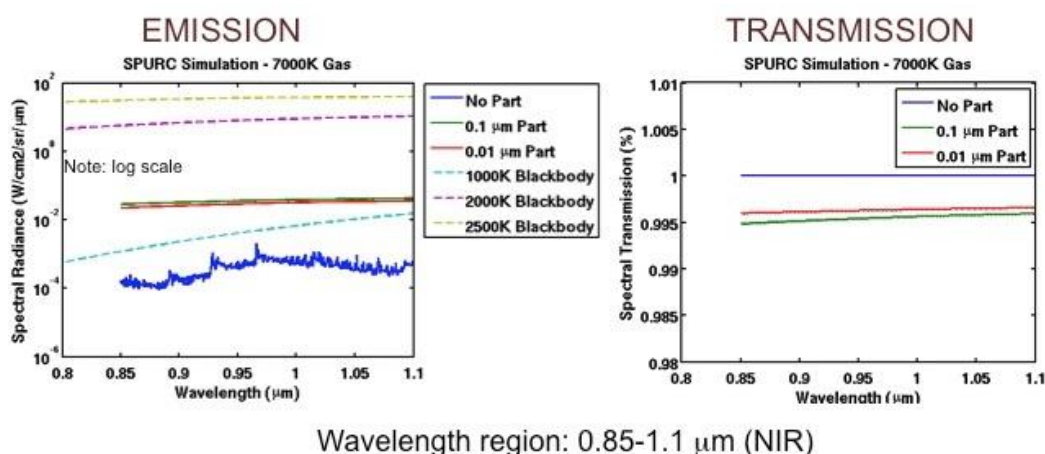 EMISSION
SPURC Simulation - 7000K Gas
Spectral Radiance (W/cm2/sr/μm)
10^2
10^0
10^-2
10^-4
10^-6
Note: log scale
0.8 0.85 0.9 0.95 1 1.05 1.1
Wavelength (μm)
No Part
0.1 μm Part
0.01 μm Part
1000K Blackbody
2000K Blackbody
2500K Blackbody
TRANSMISSION
SPURC Simulation - 7000K Gas
Spectral Transmission (%)
1.01
1.005
1
0.995
0.99
0.985
0.98
No Part
0.1 μm Part
0.01 μm Part
0.8 0.85 0.9 0.95 1 1.05 1.1
Wavelength (μm)
Wavelength region: 0.85-1.1 μm (NIR)